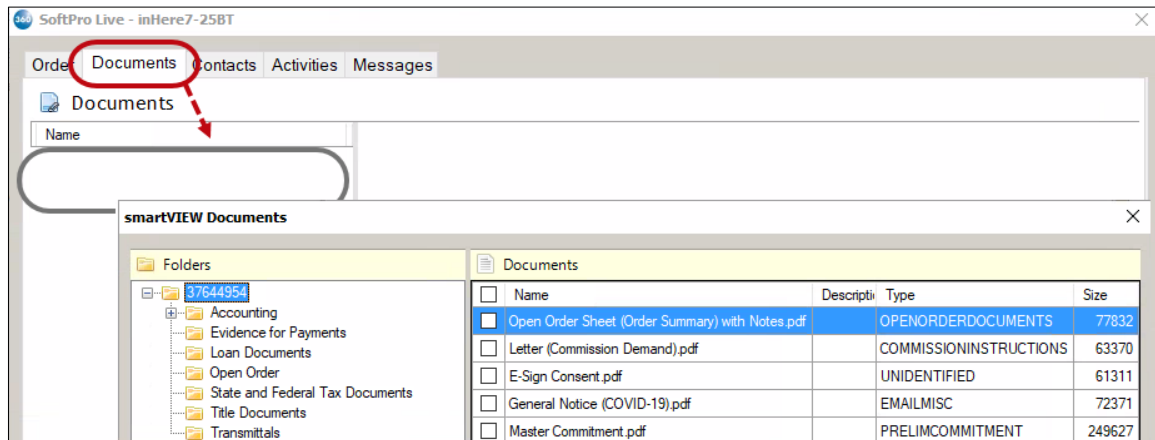 360 SoftPro Live - inHere7-25BT
Order Documents Contacts Activities Messages
Documents
Name
smartVIEW Documents
Folders
37644954
Accounting
Evidence for Payments
Loan Documents
Open Order
State and Federal Tax Documents
Title Documents
Transmittals
Documents
Name Descripti Type Size
Open Order Sheet (Order Summary) with Notes.pdf OPENORDERDOCUMENTS 77832
Letter (Commission Demand).pdf COMMISSIONINSTRUCTIONS 63370
E-Sign Consent.pdf UNIDENTIFIED 61311
General Notice (COVID-19).pdf EMAILMISC 72371
Master Commitment.pdf PRELIMCOMMITMENT 249627